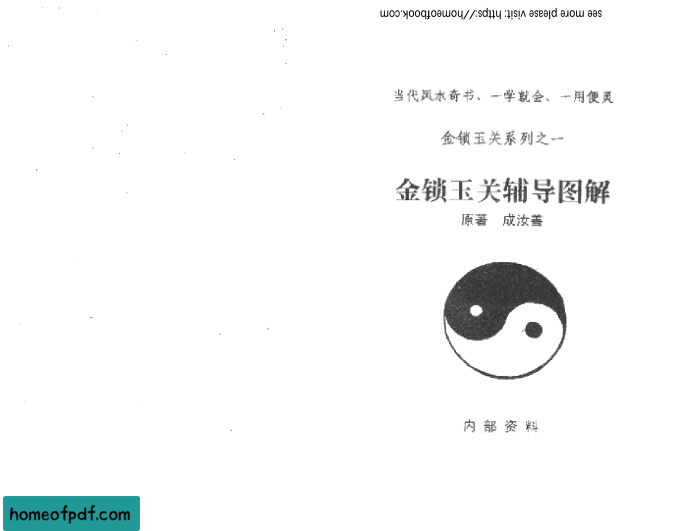 see more please visit: https://homeofbook.com
当代风水奇书、一学就会、一用便灵
金锁玉关系列之一
金锁玉关辅导图解
原著 成汝善
内部资料
homeofpdf.com